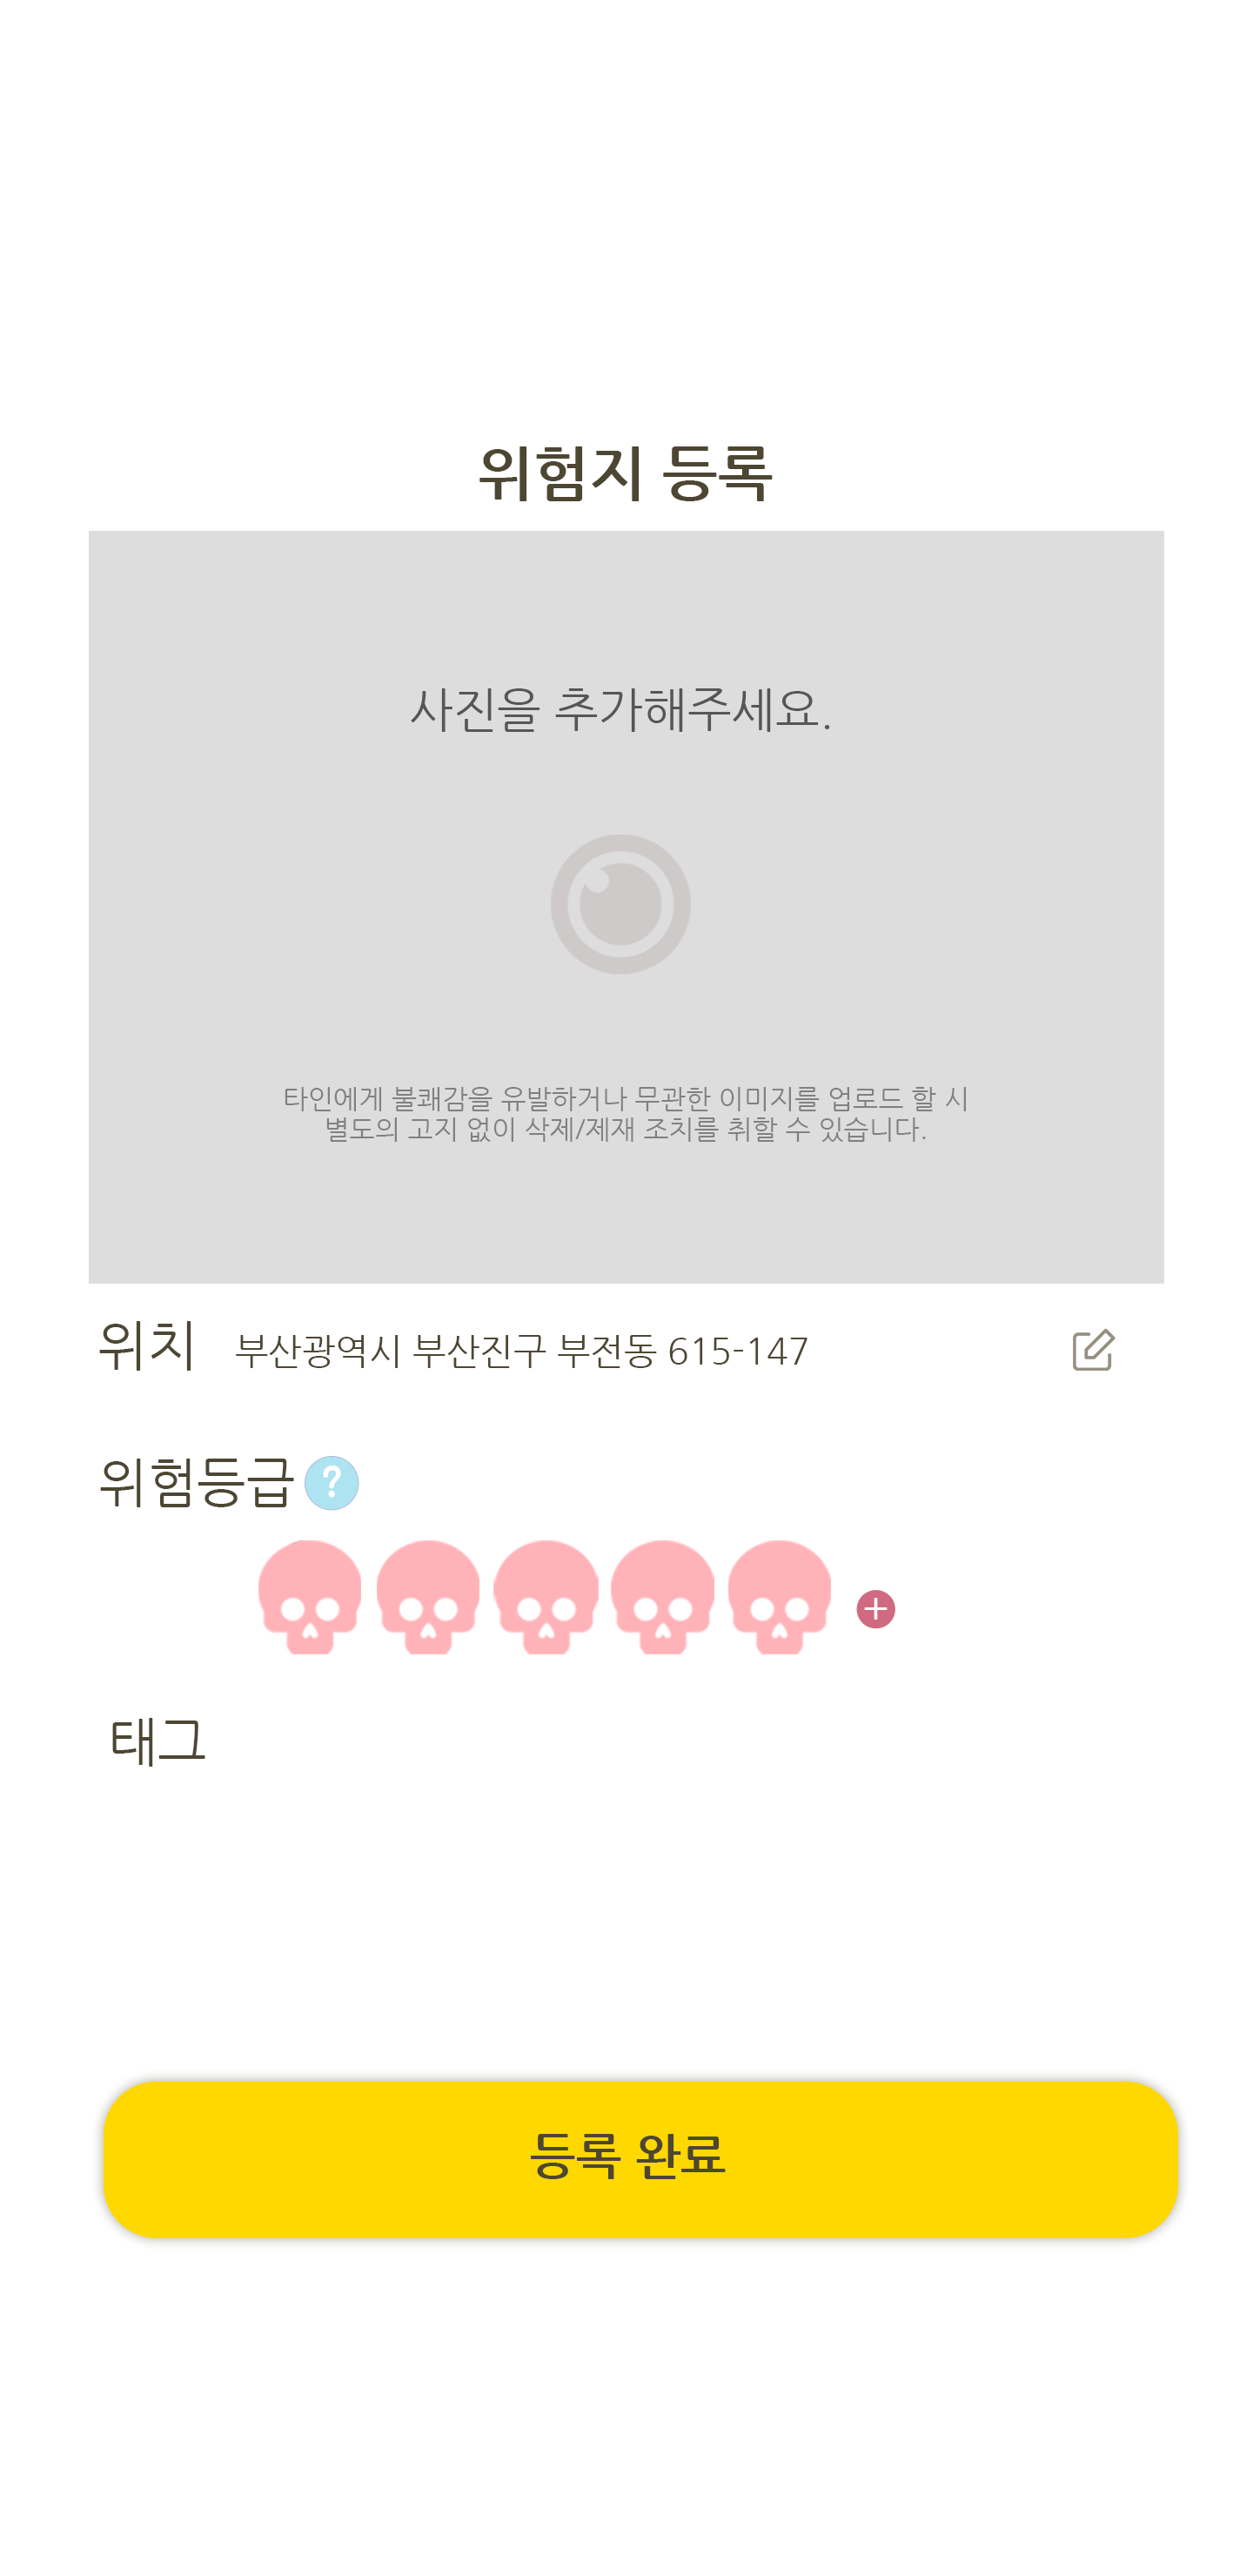 위험지 등록
사진을 추가해주세요.
타인에게 불쾌감을 유발하거나 무관한 이미지를 업로드 할 시
별도의 고지 없이 삭제/제재 조치를 취할 수 있습니다.
위치 부산광역시 부산진구 부전동 615-147
위험등급 ?
태그
등록 완료